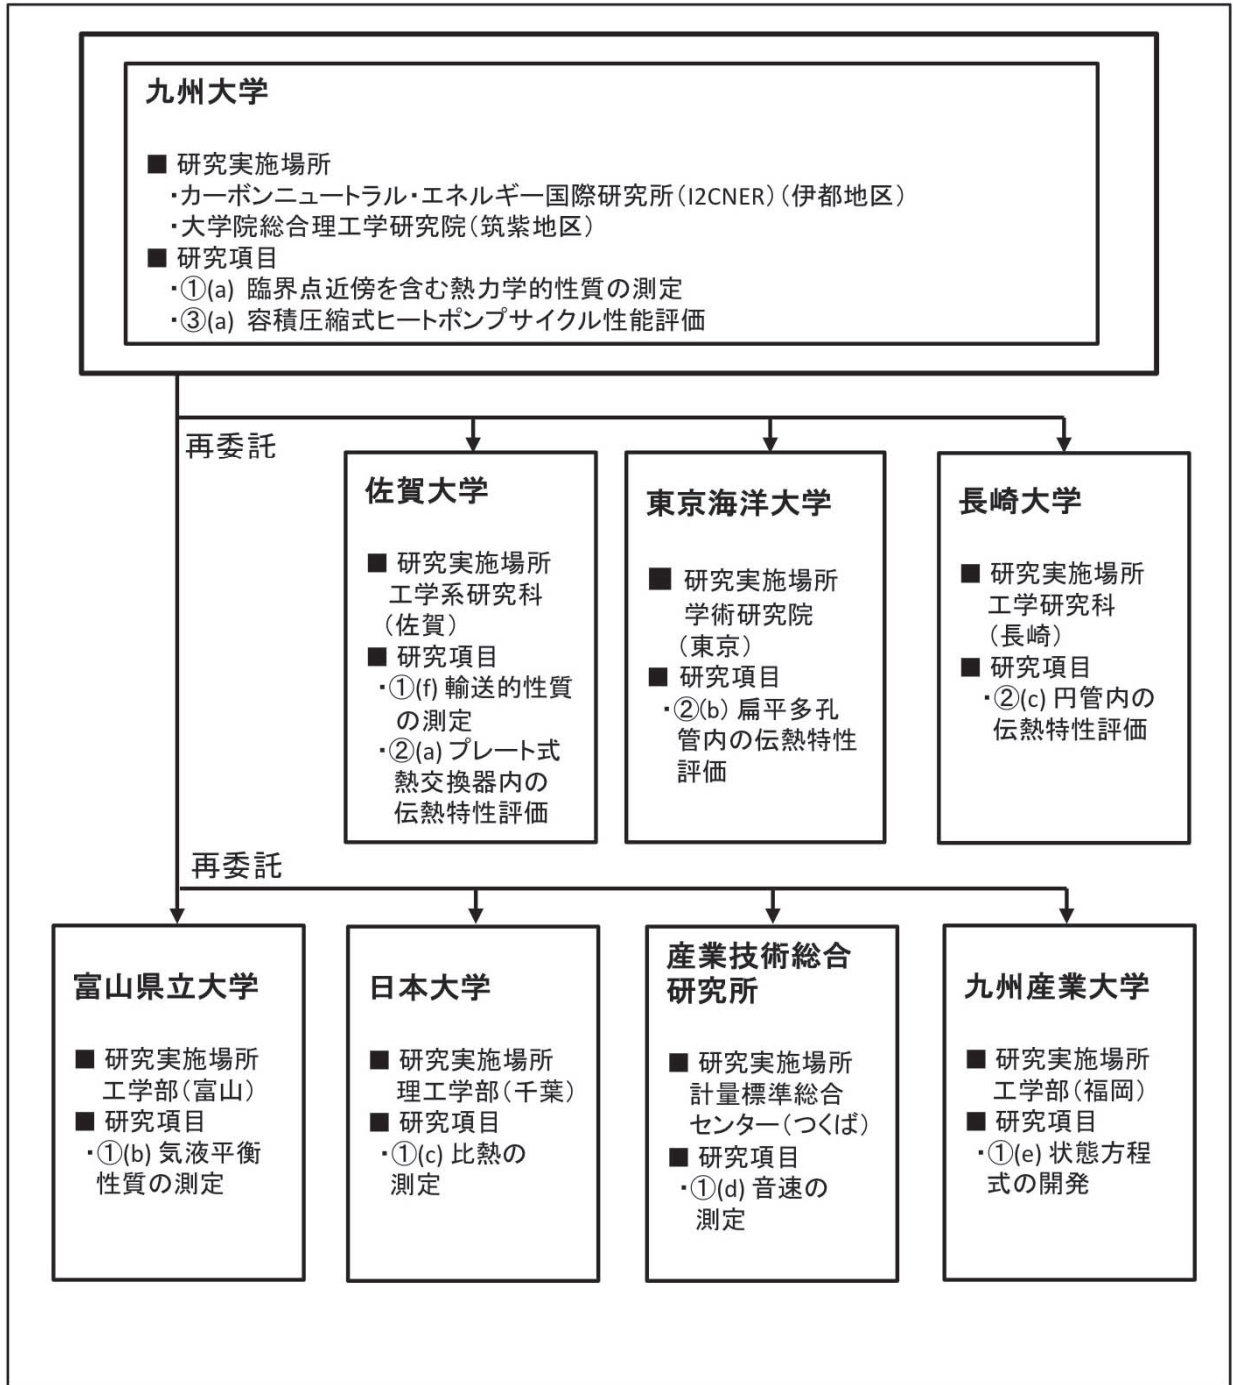 九州大学
■ 研究実施場所
・カーボンニュートラル・エネルギー国際研究所(I2CNER)(伊都地区)
・大学院総合理工学研究院(筑紫地区)
■ 研究項目
・①(a) 臨界点近傍を含む熱力学的性質の測定
・③(a) 容積圧縮式ヒートポンプサイクル性能評価
再委託
佐賀大学
■ 研究実施場所
工学系研究科
(佐賀)
■ 研究項目
・①(f) 輸送的性質
の測定
・②(a) プレート式
熱交換器内の
伝熱特性評価
東京海洋大学
■ 研究実施場所
学術研究院
(東京)
■ 研究項目
・②(b) 扁平多孔
管内の伝熱特性
評価
長崎大学
■ 研究実施場所
工学研究科
(長崎)
■ 研究項目
・②(c) 円管内の
伝熱特性評価
再委託
富山県立大学
■ 研究実施場所
工学部(富山)
■ 研究項目
・①(b) 気液平衡
性質の測定
日本大学
■ 研究実施場所
理工学部(千葉)
■ 研究項目
・①(c) 比熱の
測定
産業技術総合
研究所
■ 研究実施場所
計量標準総合
センター(つくば)
■ 研究項目
・①(d) 音速の
測定
九州産業大学
■ 研究実施場所
工学部(福岡)
■ 研究項目
・①(e) 状態方程
式の開発